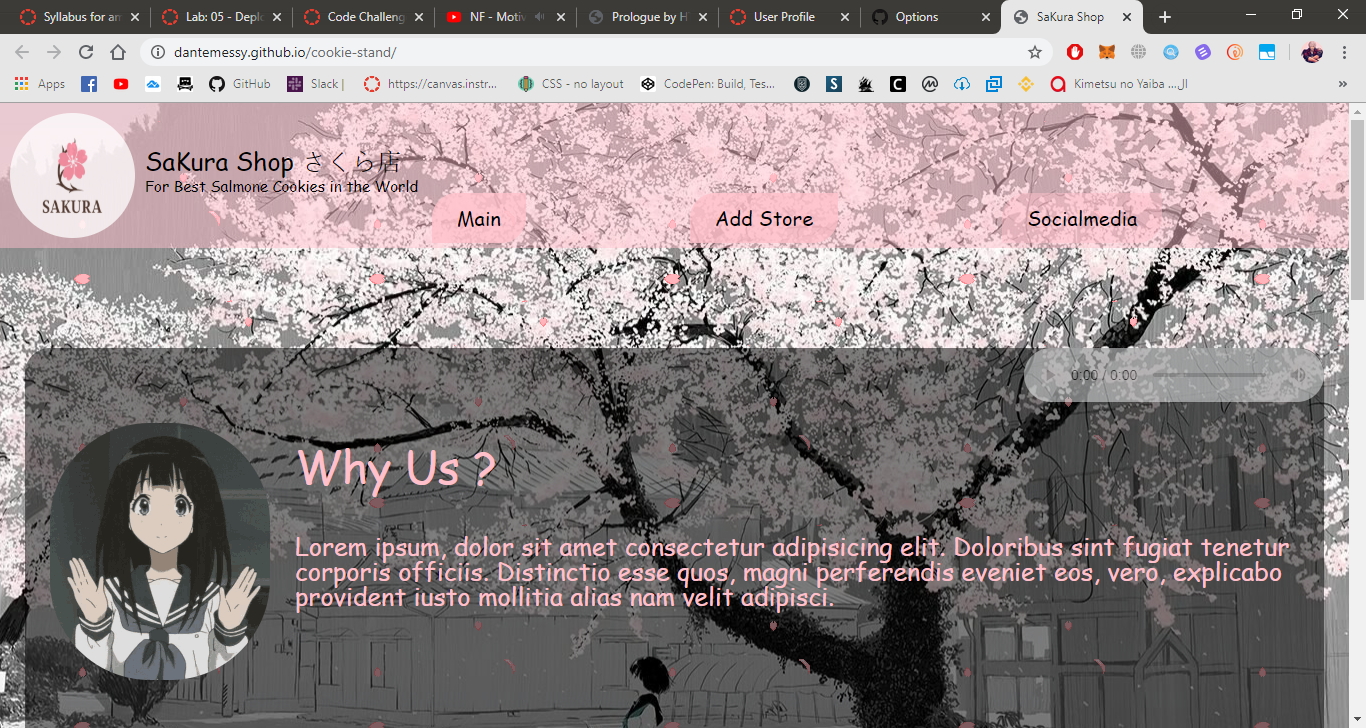 Syllabus for am
Lab: 05 - Deplo
Code Challeng
NF - Motiv
Prologue by H
User Profile
Options
SaKura Shop
dantemessy.github.io/cookie-stand/
Apps
GitHub
Slack |
https://canvas.instr...
CSS - no layout
CodePen: Build, Tes...
Kimetsu no Yaiba ...ال
»
SAKURA
SaKura Shop さくら店
For Best Salmone Cookies in the World
Main
Add Store
Socialmedia
0:00 / 0:00
Why Us ?
Lorem ipsum, dolor sit amet consectetur adipisicing elit. Doloribus sint fugiat tenetur
corporis officiis. Distinctio esse quos, magni perferendis eveniet eos, vero, explicabo
provident iusto mollitia alias nam velit adipisci.